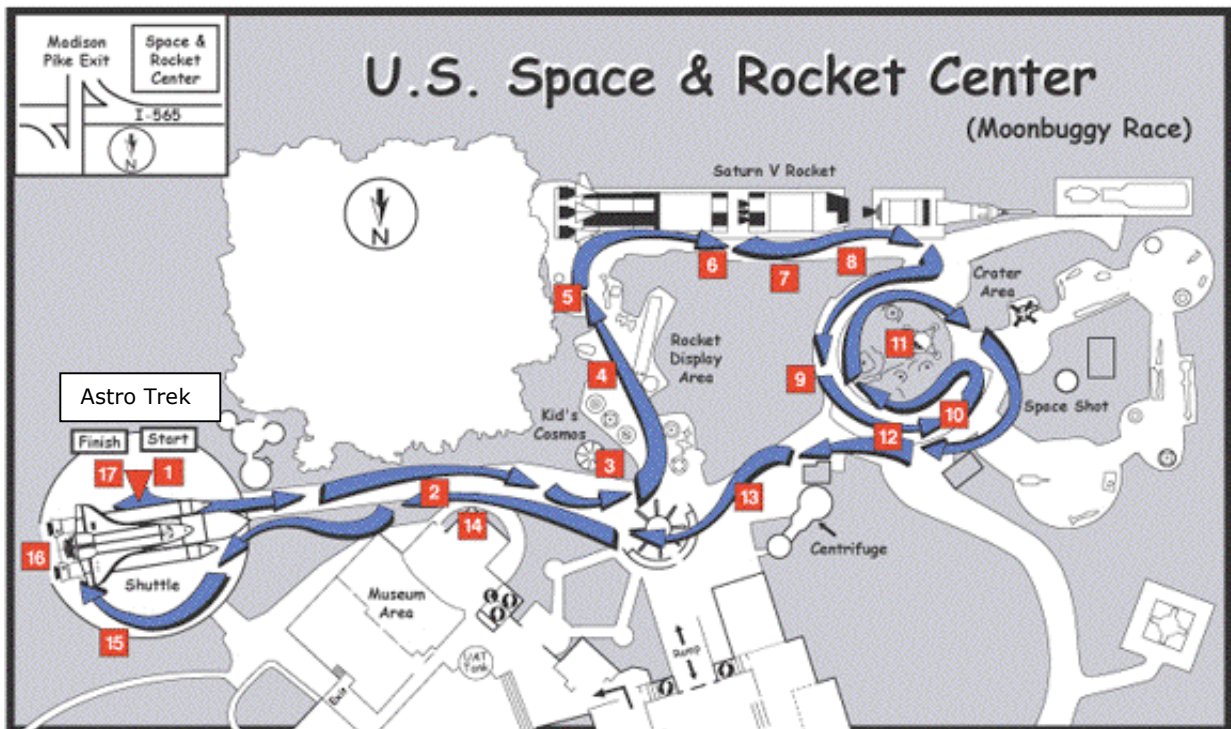 Madison
Pike Exit
Space &
Rocket
Center
I-565
N
U.S. Space & Rocket Center
(Moonbuggy Race)
N
Saturn V Rocket
6
7
8
5
Crater
Area
11
Rocket
Display
Area
4
9
Astro Trek
Kid's
Cosmos
Space Shot
10
Finish
Start
12
17
1
3
2
13
14
Centrifuge
16
Shuttle
Museum
Area
15
UAT
Tank
Ramp
Exit